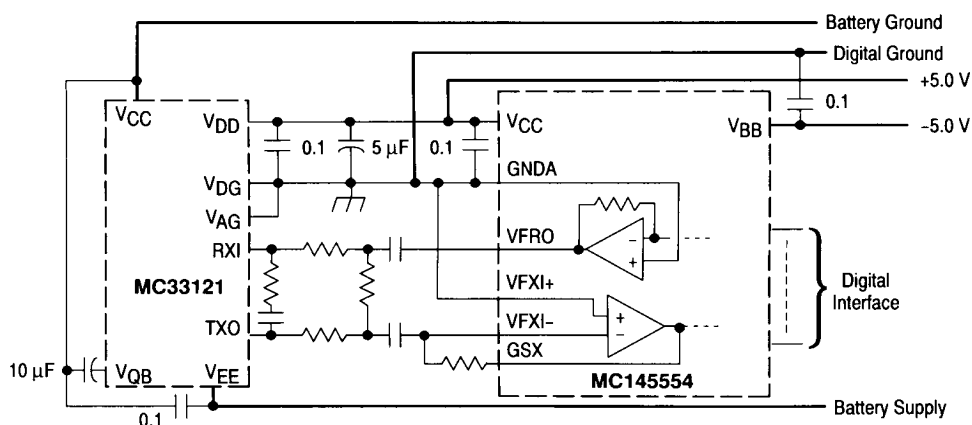 Battery Ground
Digital Ground
+5.0 V
0.1
−5.0 V
VCC
VDD
0.1
5 μF
0.1
VCC
VBB
GNDA
VDG
VAG
RXI
VFRO
−
+
MC33121
VFXI+
Digital
Interface
TXO
VFXI−
+
−
GSX
10 μF
VQB
VEE
MC145554
0.1
Battery Supply